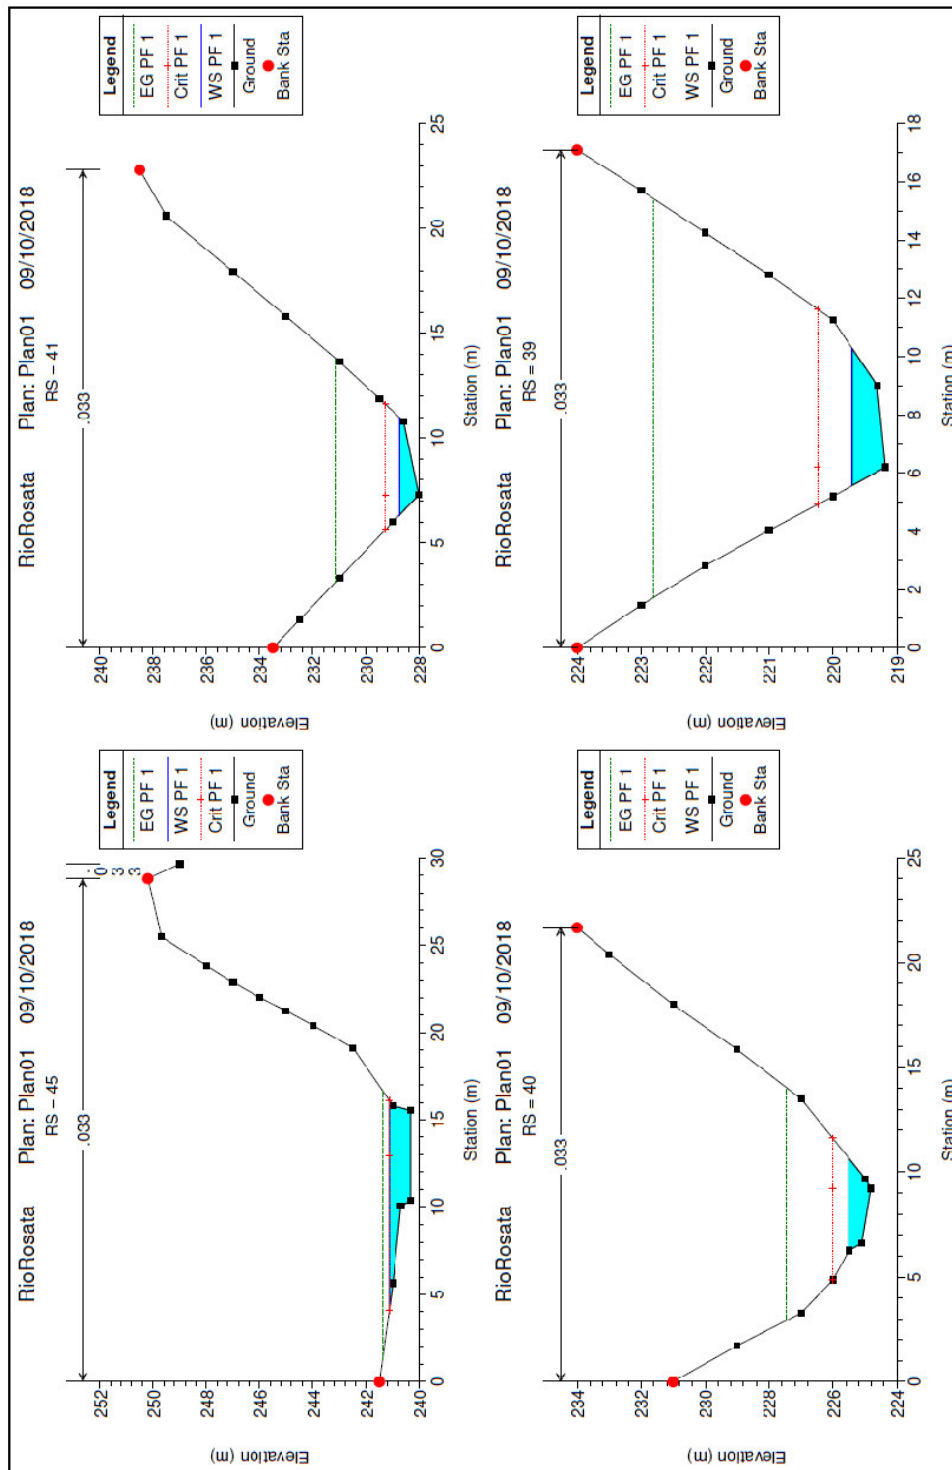 RioRosata Plan: Plan01 09/10/2018
RS − 45
.033
.
0
3
3
Legend
EG PF 1
WS PF 1
Crit PF 1
Ground
Bank Sta
252
250
248
246
244
242
240
Elevation (m)
0 5 10 15 20 25 30
Station (m)
RioRosata Plan: Plan01 09/10/2018
RS − 41
.033
Legend
EG PF 1
Crit PF 1
WS PF 1
Ground
Bank Sta
240
238
236
234
232
230
228
Elevation (m)
0 5 10 15 20 25
Station (m)
RioRosata Plan: Plan01 09/10/2018
RS = 40
.033
Legend
EG PF 1
Crit PF 1
WS PF 1
Ground
Bank Sta
234
230
228
226
224
Elevation (m)
0 5 10 15 20 25
Station (m)
RioRosata Plan: Plan01 09/10/2018
RS = 39
.033
Legend
EG PF 1
Crit PF 1
WS PF 1
Ground
Bank Sta
224
223
222
221
220
219
Elevation (m)
0 2 4 6 8 10 12 14 16 18
Station (m)